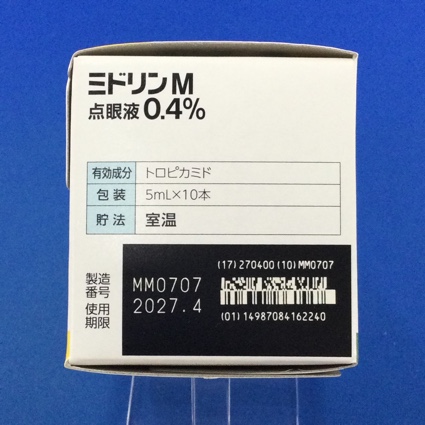 ミドリンM
点眼液0.4%
有効成分 トロピカミド
包装 5mL×10本
貯法 室温
(17)270400(10)MM0707
製造番号 MM0707
使用期限 2027.4
(01)14987084162240